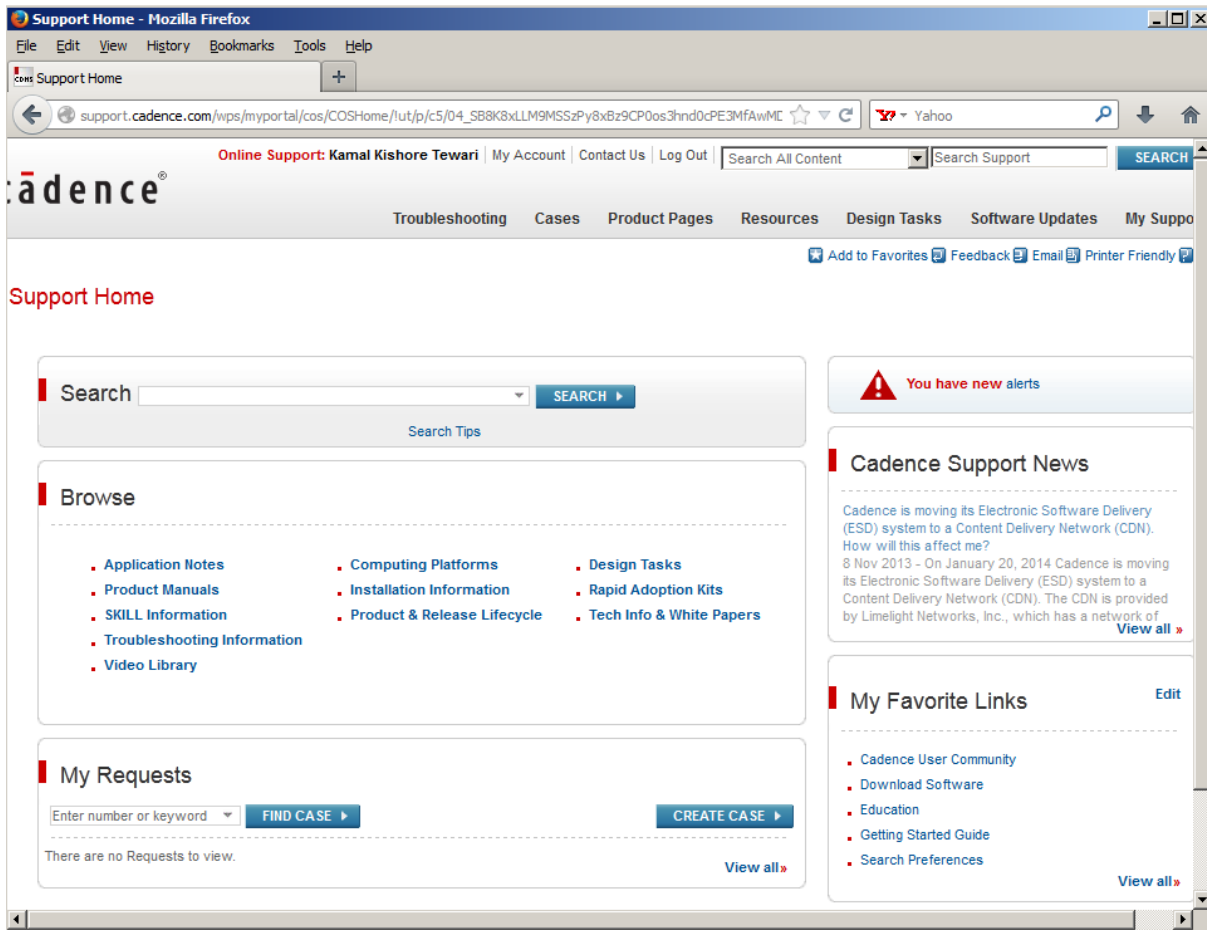 Support Home - Mozilla Firefox
File Edit View History Bookmarks Tools Help
Support Home
support.cadence.com/wps/myportal/cos/COSHome/!ut/p/c5/04_SB8K8xLLM9MSSzPy8xBz9CP0os3hnd0cPE3MfAwME
Yahoo
Online Support: Kamal Kishore Tewari | My Account | Contact Us | Log Out
Search All Content
Search Support
SEARCH
cādence®
Troubleshooting Cases Product Pages Resources Design Tasks Software Updates My Suppo
Add to Favorites Feedback Email Printer Friendly
Support Home
Search
SEARCH
Search Tips
You have new alerts
Browse
Application Notes
Product Manuals
SKILL Information
Troubleshooting Information
Video Library
Computing Platforms
Installation Information
Product & Release Lifecycle
Design Tasks
Rapid Adoption Kits
Tech Info & White Papers
Cadence Support News
Cadence is moving its Electronic Software Delivery
(ESD) system to a Content Delivery Network (CDN).
How will this affect me?
8 Nov 2013 - On January 20, 2014 Cadence is moving
its Electronic Software Delivery (ESD) system to a
Content Delivery Network (CDN). The CDN is provided
by Limelight Networks, Inc., which has a network of
View all »
My Requests
Enter number or keyword
FIND CASE
CREATE CASE
There are no Requests to view.
View all»
My Favorite Links
Edit
Cadence User Community
Download Software
Education
Getting Started Guide
Search Preferences
View all»